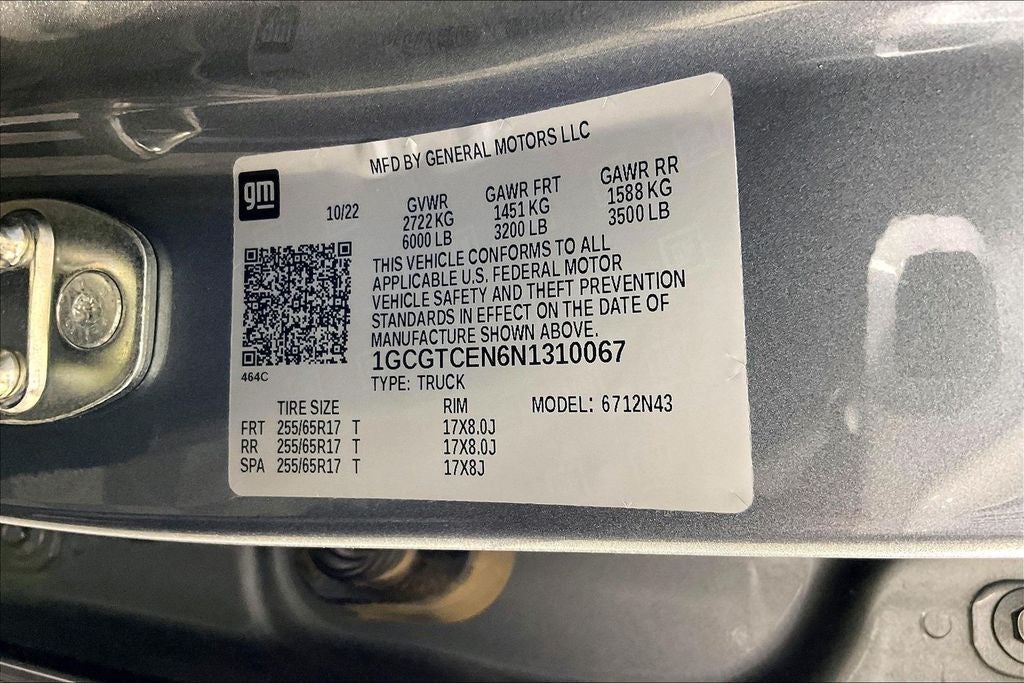 MFD BY GENERAL MOTORS LLC
gm
10/22
GVWR GAWR FRT GAWR RR
2722 KG 1451 KG 1588 KG
6000 LB 3200 LB 3500 LB
THIS VEHICLE CONFORMS TO ALL
APPLICABLE U.S. FEDERAL MOTOR
VEHICLE SAFETY AND THEFT PREVENTION
STANDARDS IN EFFECT ON THE DATE OF
MANUFACTURE SHOWN ABOVE.
1GCGTCEN6N1310067
464C
TYPE: TRUCK
TIRE SIZE RIM MODEL: 6712N43
FRT 255/65R17 T 17X8.0J
RR 255/65R17 T 17X8.0J
SPA 255/65R17 T 17X8J